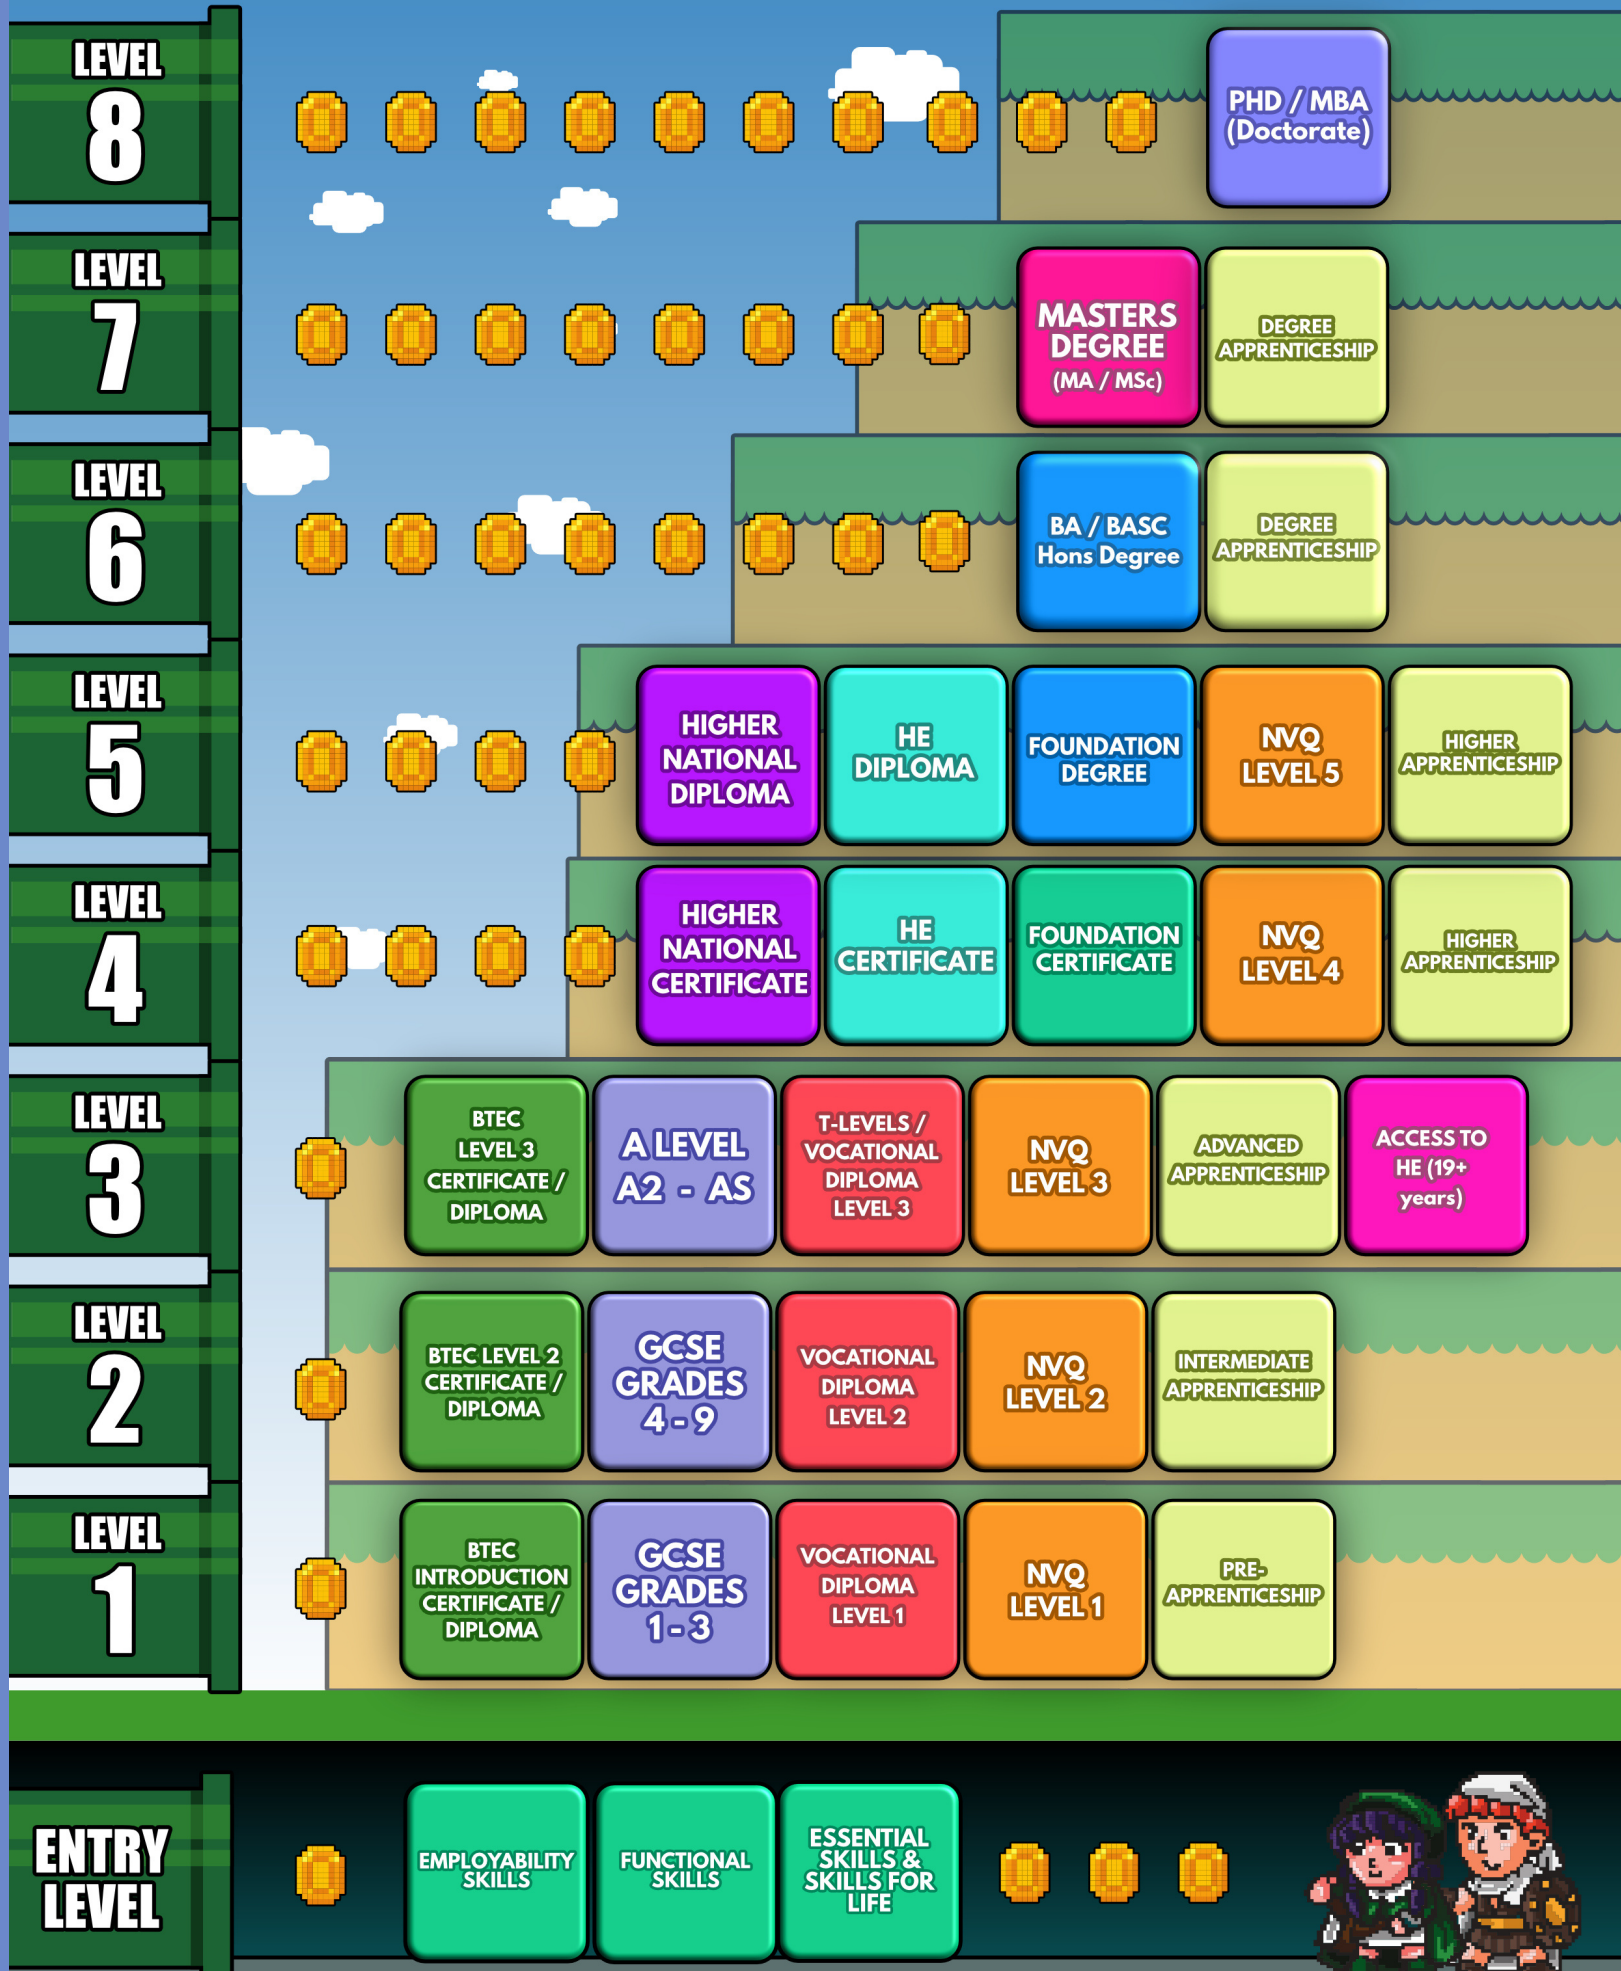 LEVEL
8
PHD / MBA
(Doctorate)
LEVEL
7
MASTERS
DEGREE
(MA / MSc)
DEGREE
APPRENTICESHIP
LEVEL
6
BA / BASC
Hons Degree
DEGREE
APPRENTICESHIP
LEVEL
5
HIGHER
NATIONAL
DIPLOMA
HE
DIPLOMA
FOUNDATION
DEGREE
NVQ
LEVEL 5
HIGHER
APPRENTICESHIP
LEVEL
4
HIGHER
NATIONAL
CERTIFICATE
HE
CERTIFICATE
FOUNDATION
CERTIFICATE
NVQ
LEVEL 4
HIGHER
APPRENTICESHIP
LEVEL
3
BTEC
LEVEL 3
CERTIFICATE /
DIPLOMA
A LEVEL
A2 - AS
T-LEVELS /
VOCATIONAL
DIPLOMA
LEVEL 3
NVQ
LEVEL 3
ADVANCED
APPRENTICESHIP
ACCESS TO
HE (19+
years)
LEVEL
2
BTEC LEVEL 2
CERTIFICATE /
DIPLOMA
GCSE
GRADES
4 - 9
VOCATIONAL
DIPLOMA
LEVEL 2
NVQ
LEVEL 2
INTERMEDIATE
APPRENTICESHIP
LEVEL
1
BTEC
INTRODUCTION
CERTIFICATE /
DIPLOMA
GCSE
GRADES
1 - 3
VOCATIONAL
DIPLOMA
LEVEL 1
NVQ
LEVEL 1
PRE-
APPRENTICESHIP
ENTRY
LEVEL
EMPLOYABILITY
SKILLS
FUNCTIONAL
SKILLS
ESSENTIAL
SKILLS &
SKILLS FOR
LIFE